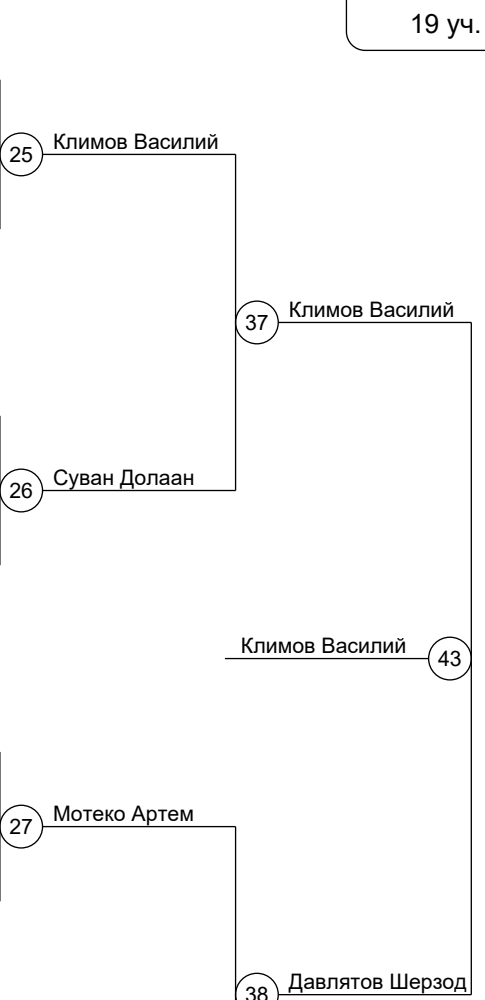 19 уч.
25
Климов Василий
37
Климов Василий
26
Суван Долаан
Климов Василий
43
27
Мотеко Артем
38
Давлятов Шерзод